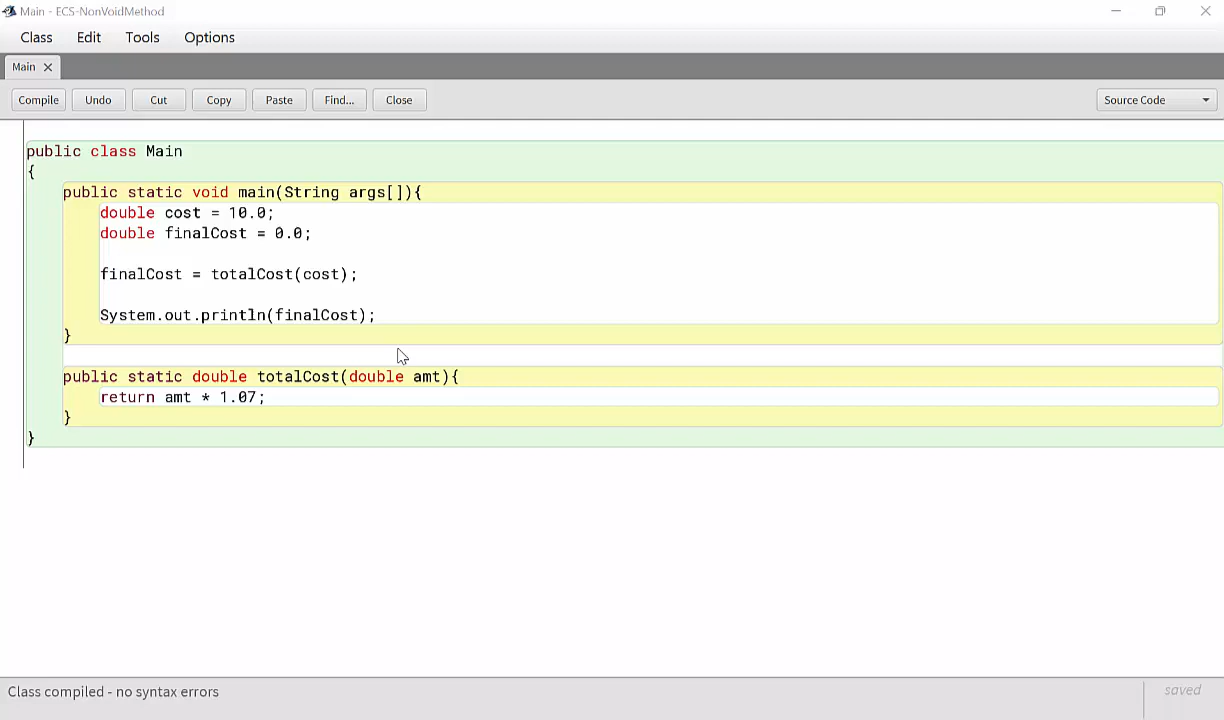 Main - ECS-NonVoidMethod
Class Edit Tools Options
Main
Compile Undo Cut Copy Paste Find... Close Source Code
public class Main
{
public static void main(String args[]){
double cost = 10.0;
double finalCost = 0.0;
finalCost = totalCost(cost);
System.out.println(finalCost);
}
public static double totalCost(double amt){
return amt * 1.07;
}
}
Class compiled - no syntax errors
saved